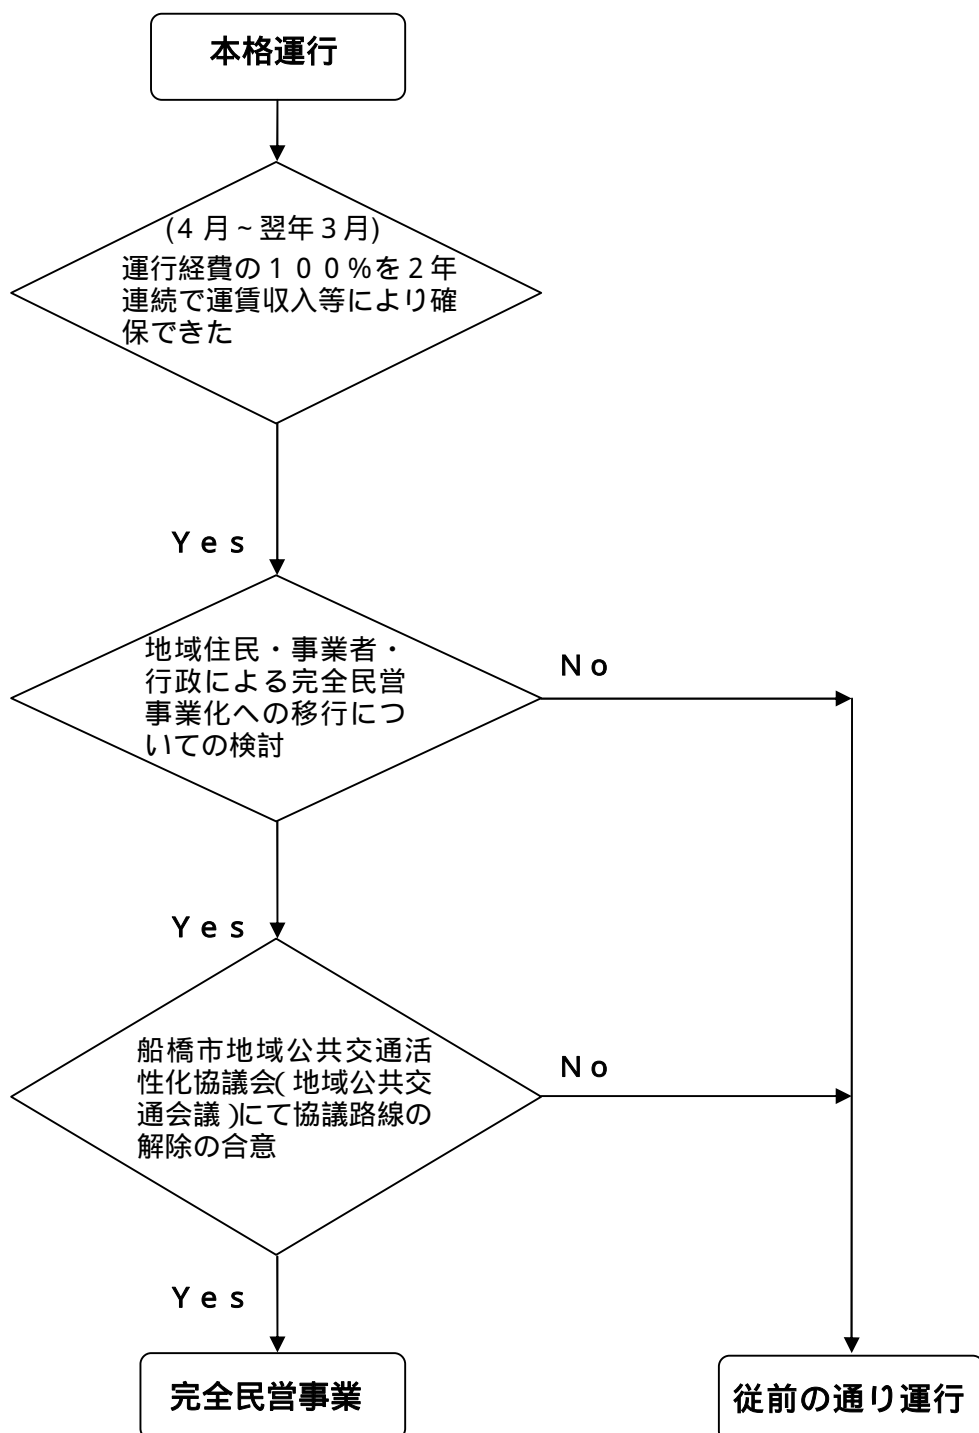 本格運行
(4月~翌年3月)
運行経費の100%を2年
連続で運賃収入等により確
保できた
Yes
地域住民・事業者・
行政による完全民営
事業化への移行につ
いての検討
No
Yes
船橋市地域公共交通活
性化協議会(地域公共交
通会議)にて協議路線の
解除の合意
No
Yes
完全民営事業
従前の通り運行